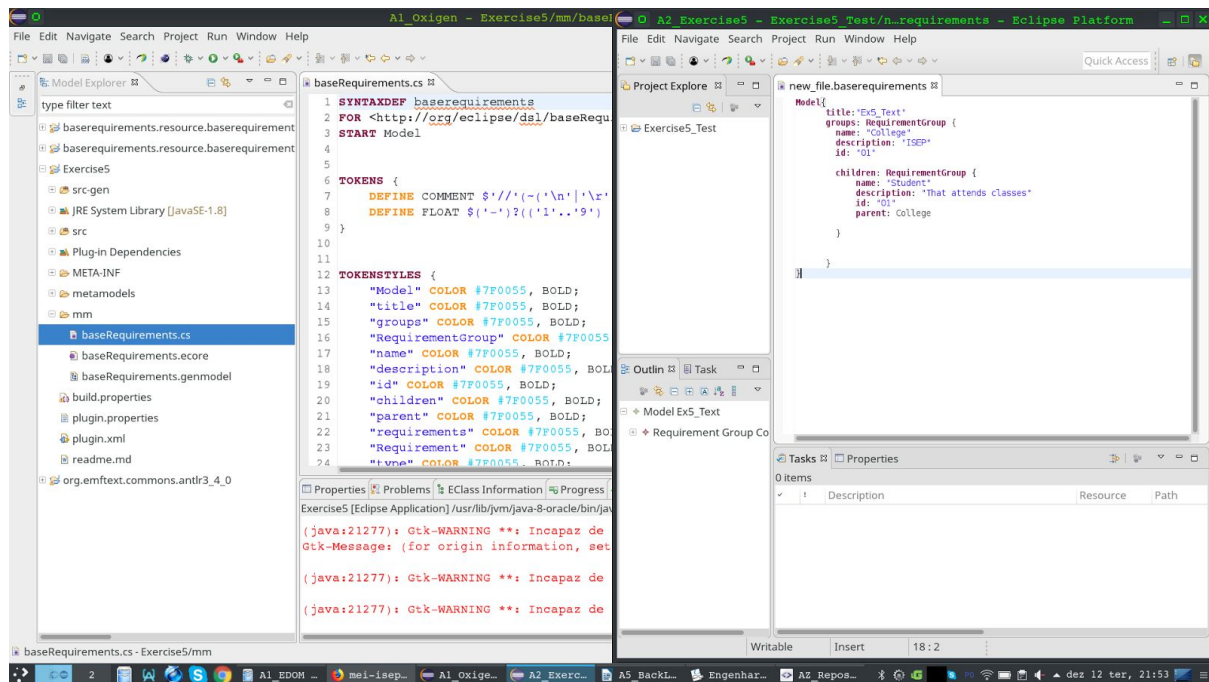 A1_Oxigen - Exercise5/mm/basel
File Edit Navigate Search Project Run Window Help
Model Explorer
type filter text
baserequirements.resource.baserequirement
baserequirements.resource.baserequirement
Exercise5
src-gen
JRE System Library [JavaSE-1.8]
src
Plug-in Dependencies
META-INF
metamodels
mm
baseRequirements.cs
baseRequirements.ecore
baseRequirements.genmodel
build.properties
plugin.properties
plugin.xml
readme.md
org.emftext.commons.antlr3_4_0
baseRequirements.cs
1 SYNTAXDEF baserequirements
2 FOR <http://org/eclipse/dsl/baseRequ
3 START Model
4
5
6 TOKENS {
7 DEFINE COMMENT $'//'(~('\n'|'\r'
8 DEFINE FLOAT $('-')?(('1'..'9')
9 }
10
11
12 TOKENSTYLES {
13 "Model" COLOR #7F0055, BOLD;
14 "title" COLOR #7F0055, BOLD;
15 "groups" COLOR #7F0055, BOLD;
16 "RequirementGroup" COLOR #7F0055
17 "name" COLOR #7F0055, BOLD;
18 "description" COLOR #7F0055, BOL
19 "id" COLOR #7F0055, BOLD;
20 "children" COLOR #7F0055, BOLD;
21 "parent" COLOR #7F0055, BOLD;
22 "requirements" COLOR #7F0055, BO
23 "Requirement" COLOR #7F0055, BOL
24 "type" COLOR #7F0055, BOLD;
Properties Problems EClass Information Progress
Exercise5 [Eclipse Application] /usr/lib/jvm/java-8-oracle/bin/jav
(java:21277): Gtk-WARNING **: Incapaz de
Gtk-Message: (for origin information, set
(java:21277): Gtk-WARNING **: Incapaz de
(java:21277): Gtk-WARNING **: Incapaz de
baseRequirements.cs - Exercise5/mm
A2_Exercise5 - Exercise5_Test/n…requirements - Eclipse Platform
File Edit Navigate Search Project Run Window Help
Quick Access
Project Explore
Exercise5_Test
new_file.baserequirements
Model{
title:"Ex5_Text"
groups: RequirementGroup {
name: "College"
description: "ISEP"
id: "01"
children: RequirementGroup {
name: "Student"
description: "That attends classes"
id: "01"
parent: College
}
}
}
Outlin Task
Model Ex5_Text
Requirement Group Co
Tasks Properties
0 items
! Description Resource Path
Writable Insert 18 : 2
2 A1_EDOM … mei-isep… A1_Oxige… A2_Exerc… A5_BackL… Engenhar… AZ_Repos… dez 12 ter, 21:53